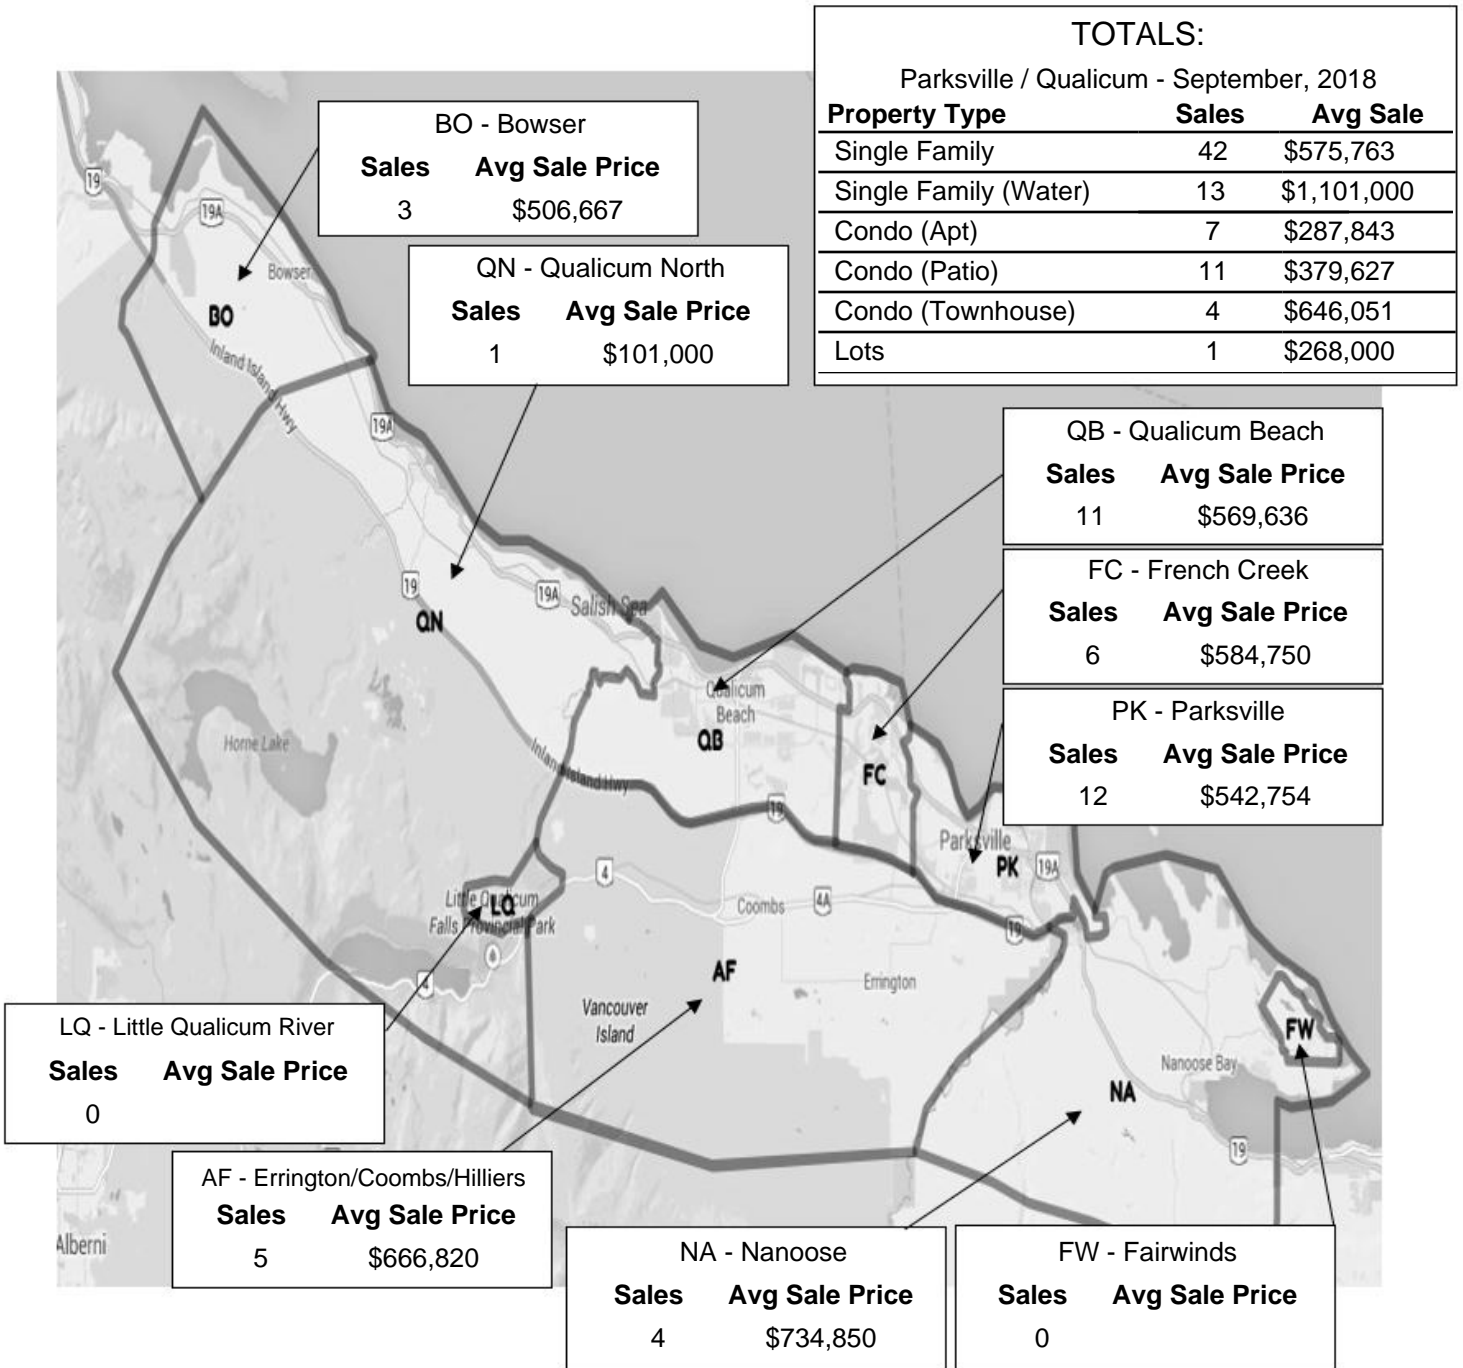 TOTALS:
Parksville / Qualicum - September, 2018
Property Type Sales Avg Sale
Single Family 42 $575,763
Single Family (Water) 13 $1,101,000
Condo (Apt) 7 $287,843
Condo (Patio) 11 $379,627
Condo (Townhouse) 4 $646,051
Lots 1 $268,000
BO - Bowser
Sales Avg Sale Price
3 $506,667
QN - Qualicum North
Sales Avg Sale Price
1 $101,000
QB - Qualicum Beach
Sales Avg Sale Price
11 $569,636
FC - French Creek
Sales Avg Sale Price
6 $584,750
PK - Parksville
Sales Avg Sale Price
12 $542,754
LQ - Little Qualicum River
Sales Avg Sale Price
0
AF - Errington/Coombs/Hilliers
Sales Avg Sale Price
5 $666,820
NA - Nanoose
Sales Avg Sale Price
4 $734,850
FW - Fairwinds
Sales Avg Sale Price
0
19
19A
Bowser
BO
Inland Island Hwy
19A
19
19A
Salish Sea
QN
Qualicum
Beach
QB
Horne Lake
Inland Island Hwy
FC
19
Parksville
PK
19A
4
Little Qualicum
Falls Provincial Park
LQ
Coombs
4A
19
4
AF
Errington
Vancouver
Island
FW
Nanoose Bay
NA
19
Alberni